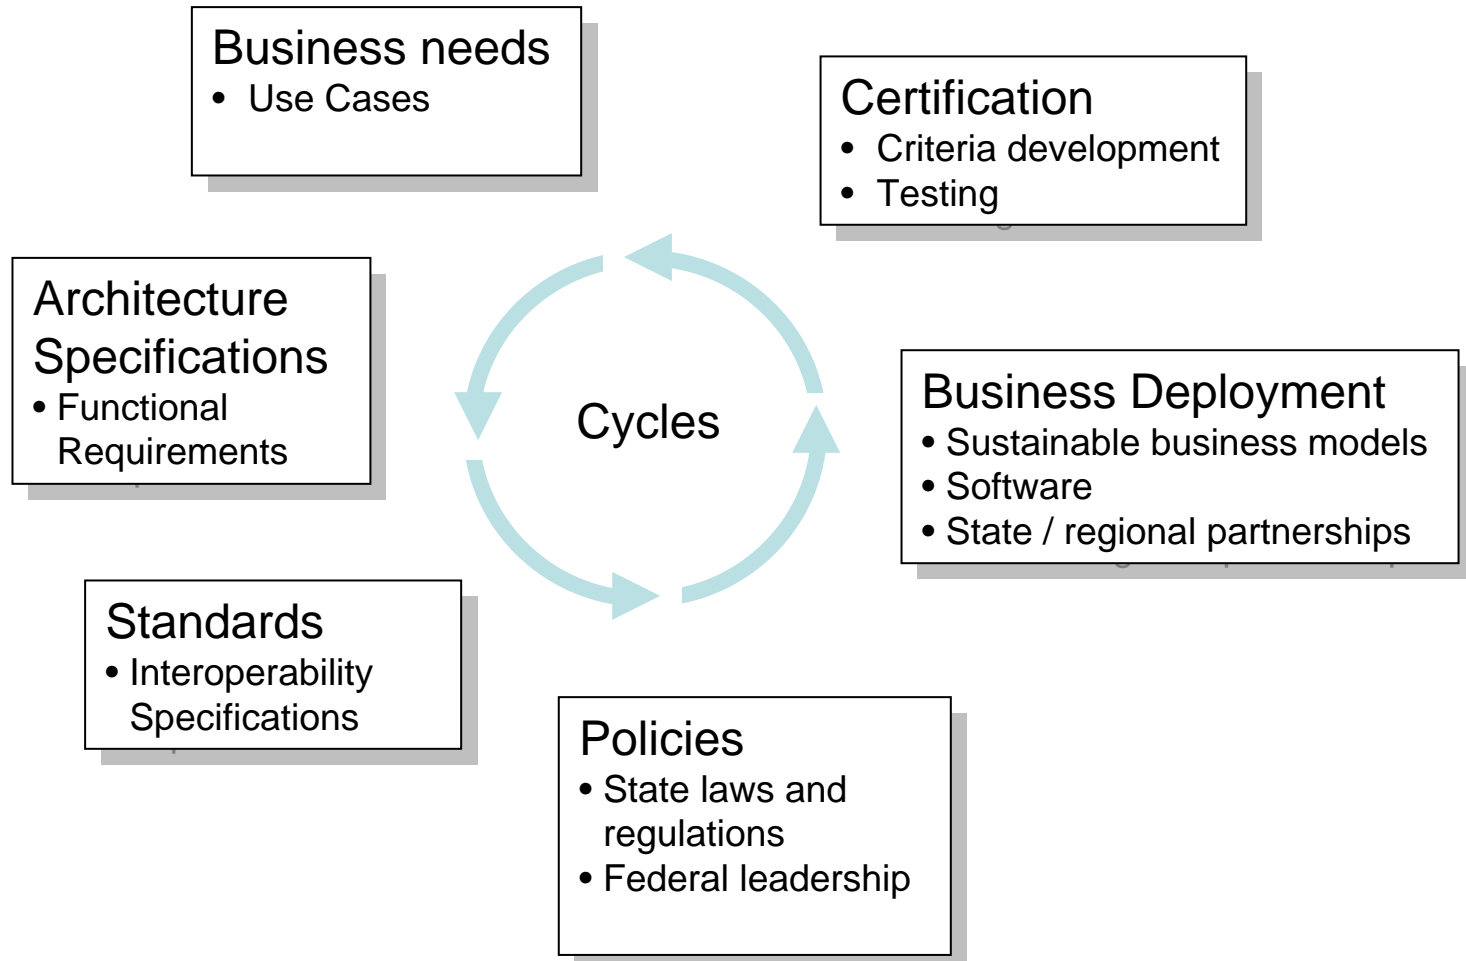 Business needs
• Use Cases
Certification
• Criteria development
• Testing
Architecture
Specifications
• Functional
Requirements
Cycles
Business Deployment
• Sustainable business models
• Software
• State / regional partnerships
Standards
• Interoperability
Specifications
Policies
• State laws and
regulations
• Federal leadership